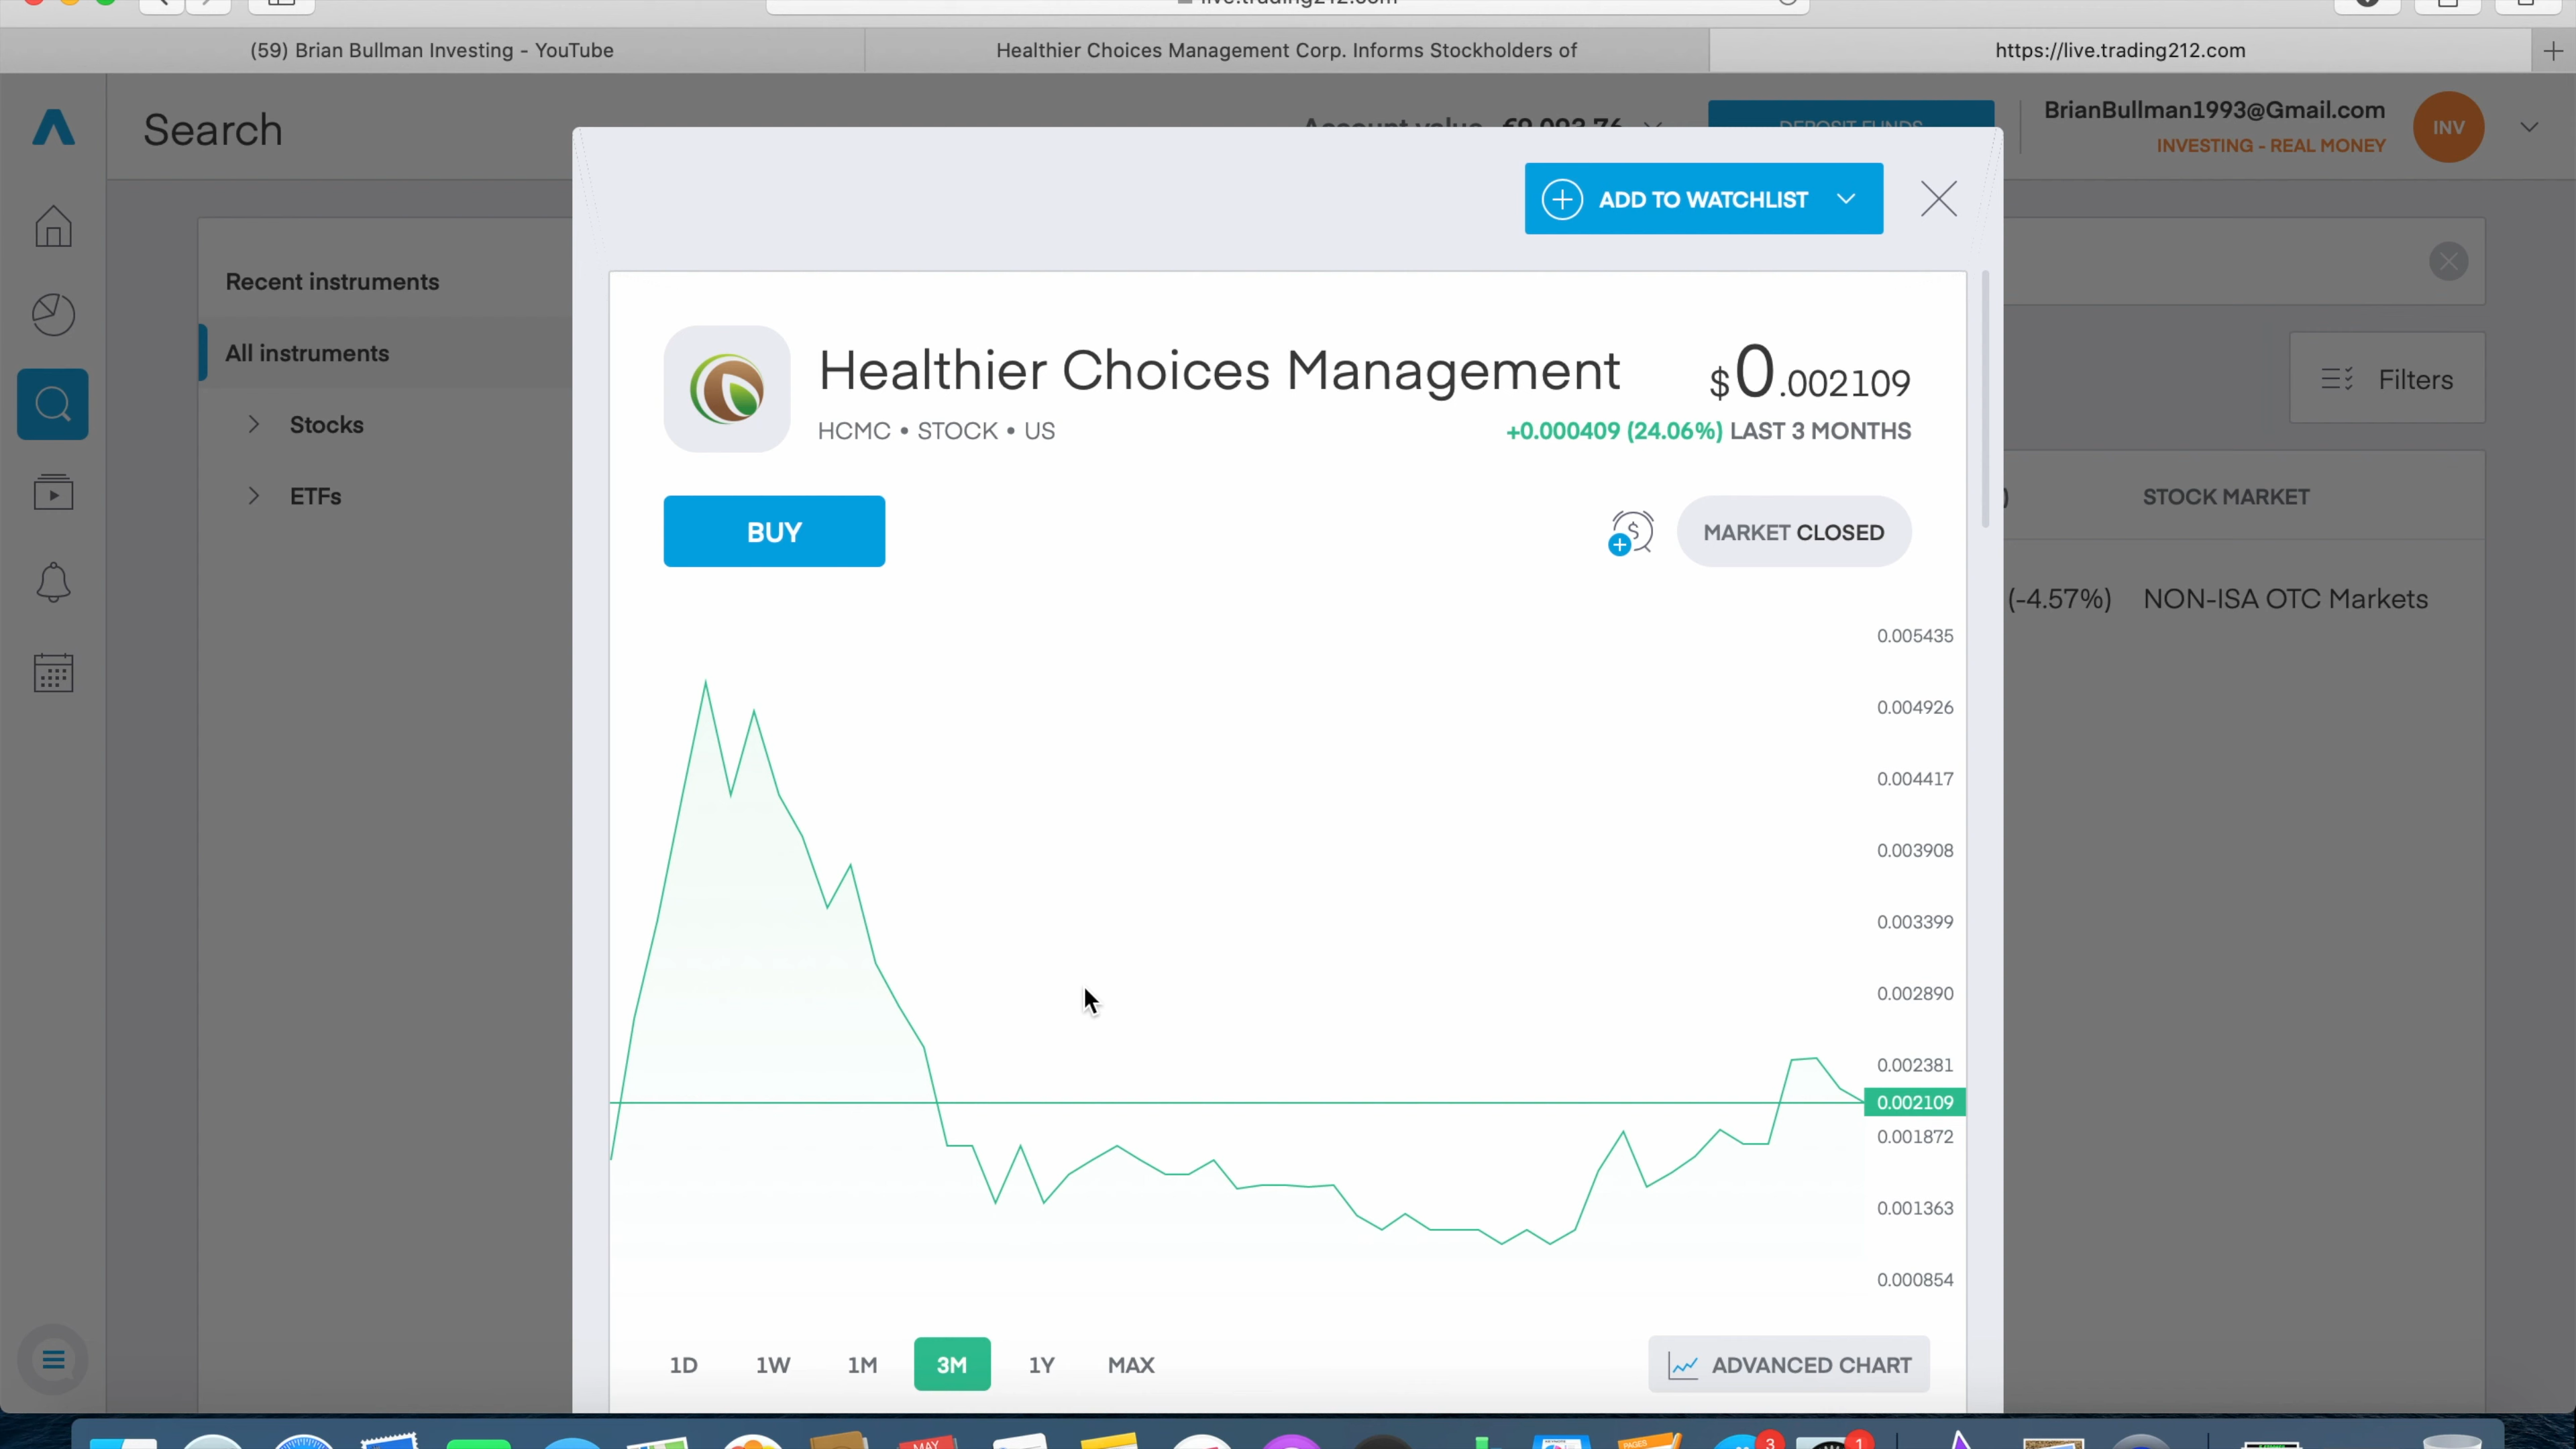 (59) Brian Bullman Investing - YouTube
Healthier Choices Management Corp. Informs Stockholders of
https://live.trading212.com
Search
BrianBullman1993@Gmail.com
INVESTING - REAL MONEY
INV
ADD TO WATCHLIST
Recent instruments
All instruments
Stocks
ETFs
Healthier Choices Management
$0.002109
HCMC • STOCK • US
+0.000409 (24.06%) LAST 3 MONTHS
BUY
MARKET CLOSED
Filters
STOCK MARKET
(-4.57%) NON-ISA OTC Markets
0.005435
0.004926
0.004417
0.003908
0.003399
0.002890
0.002381
0.002109
0.001872
0.001363
0.000854
1D 1W 1M 3M 1Y MAX
ADVANCED CHART
MAY
PAGES
3
1